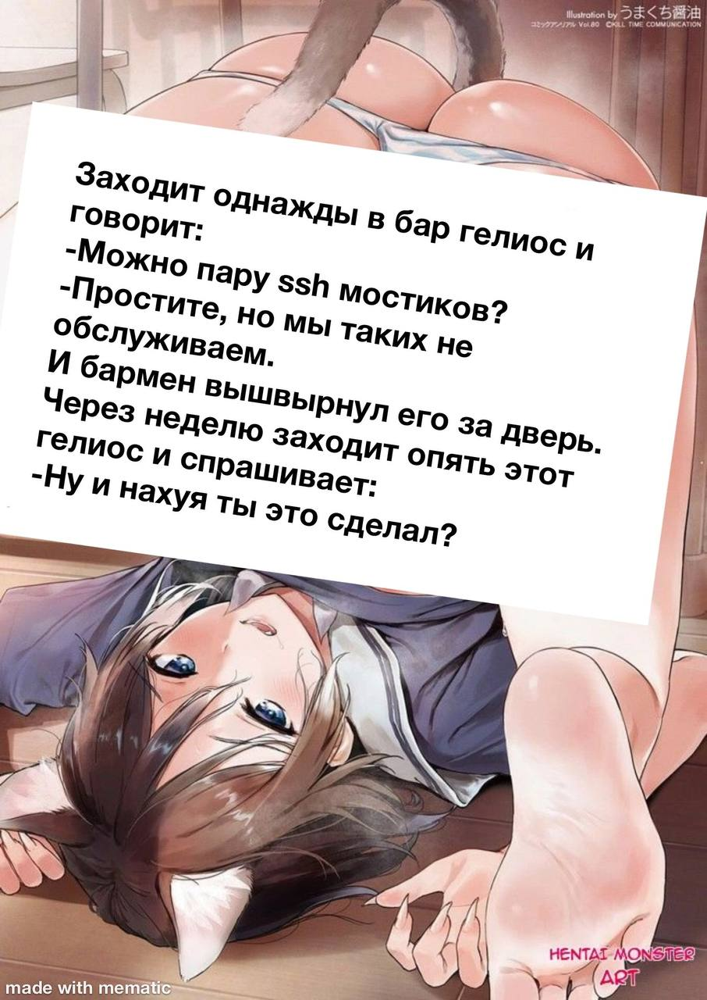 Illustration by うまくち醤油
コミックアンリアル Vol.80 ©KILL TIME COMMUNICATION
Заходит однажды в бар гелиос и
говорит:
-Можно пару ssh мостиков?
-Простите, но мы таких не
обслуживаем.
И бармен вышвырнул его за дверь.
Через неделю заходит опять этот
гелиос и спрашивает:
-Ну и нахуя ты это сделал?
HENTAI MONSTER
ART
made with mematic